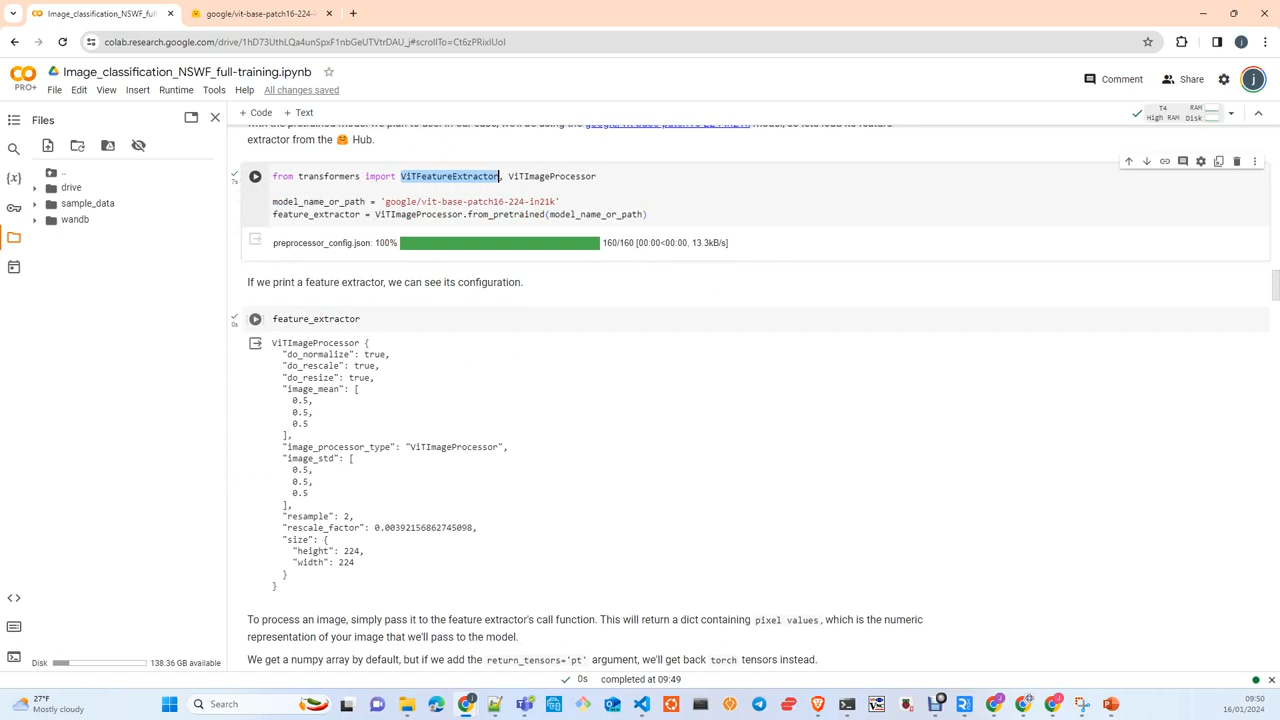 Image_classification_NSWF_full-
google/vit-base-patch16-224-
colab.research.google.com/drive/1hD73UthLQa4unSpxF1nbGeUTVtrDAU_j#scrollTo=Ct6zPRixIUoI
Image_classification_NSWF_full-training.ipynb
PRO+
File Edit View Insert Runtime Tools Help All changes saved
Comment Share
Files
+ Code + Text
T4 RAM
High RAM Disk
..
drive
sample_data
wandb
extractor from the 🤗 Hub.
7s
from transformers import ViTFeatureExtractor, ViTImageProcessor
model_name_or_path = 'google/vit-base-patch16-224-in21k'
feature_extractor = ViTImageProcessor.from_pretrained(model_name_or_path)
preprocessor_config.json: 100% 160/160 [00:00<00:00, 13.3kB/s]
If we print a feature extractor, we can see its configuration.
0s
feature_extractor
ViTImageProcessor {
"do_normalize": true,
"do_rescale": true,
"do_resize": true,
"image_mean": [
0.5,
0.5,
0.5
],
"image_processor_type": "ViTImageProcessor",
"image_std": [
0.5,
0.5,
0.5
],
"resample": 2,
"rescale_factor": 0.00392156862745098,
"size": {
"height": 224,
"width": 224
}
}
To process an image, simply pass it to the feature extractor's call function. This will return a dict containing pixel values, which is the numeric
representation of your image that we'll pass to the model.
We get a numpy array by default, but if we add the return_tensors='pt' argument, we'll get back torch tensors instead.
Disk 138.36 GB available
0s completed at 09:49
27°F
Mostly cloudy
Search
09:50
16/01/2024